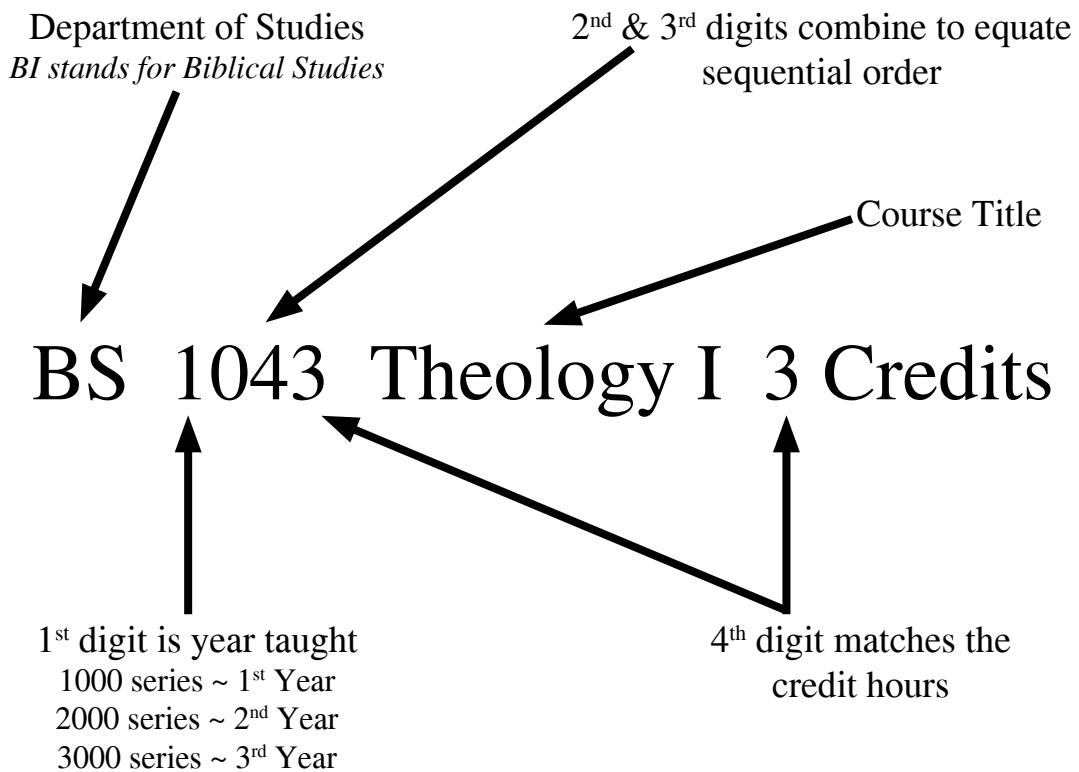 Department of Studies
BI stands for Biblical Studies
2nd & 3rd digits combine to equate
sequential order
Course Title
BS 1043 Theology I 3 Credits
1st digit is year taught
1000 series ~ 1st Year
2000 series ~ 2nd Year
3000 series ~ 3rd Year
4th digit matches the
credit hours